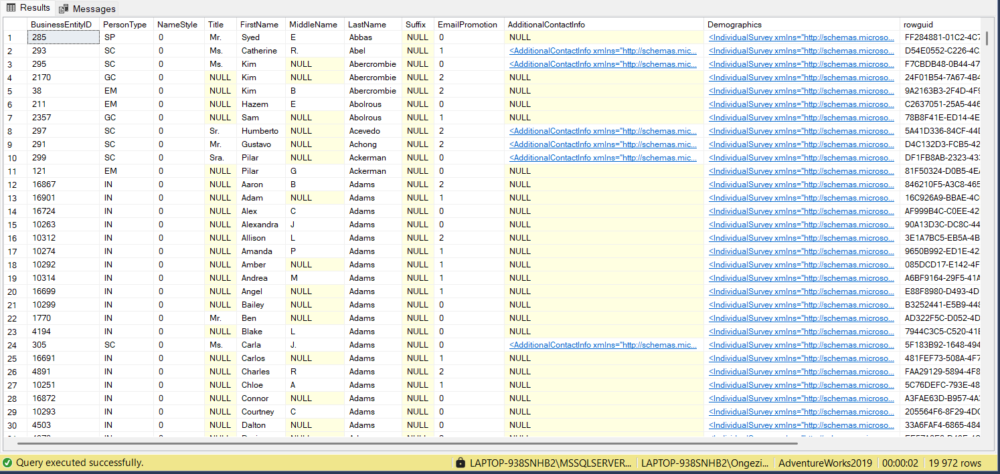 Results Messages
BusinessEntityID PersonType NameStyle Title FirstName MiddleName LastName Suffix EmailPromotion AdditionalContactInfo Demographics rowguid
1 285 SP 0 Mr. Syed E Abbas NULL 0 NULL <IndividualSurvey xmlns="http://schemas.microso... FF284881-01C2-4C7
2 293 SC 0 Ms. Catherine R. Abel NULL 1 <AdditionalContactInfo xmlns="http://schemas.mic... <IndividualSurvey xmlns="http://schemas.microso... D54E0552-C226-4C
3 295 SC 0 Ms. Kim NULL Abercrombie NULL 0 <AdditionalContactInfo xmlns="http://schemas.mic... <IndividualSurvey xmlns="http://schemas.microso... F7CBDB48-0B44-47
4 2170 GC 0 NULL Kim NULL Abercrombie NULL 2 NULL <IndividualSurvey xmlns="http://schemas.microso... 24F01B54-7A67-4B4
5 38 EM 0 NULL Kim B Abercrombie NULL 2 NULL <IndividualSurvey xmlns="http://schemas.microso... 9A2163B3-2F4D-4F9
6 211 EM 0 NULL Hazem E Abolrous NULL 0 NULL <IndividualSurvey xmlns="http://schemas.microso... C2637051-25A5-446
7 2357 GC 0 NULL Sam NULL Abolrous NULL 1 NULL <IndividualSurvey xmlns="http://schemas.microso... 78B8F41E-ED14-4E
8 297 SC 0 Sr. Humberto NULL Acevedo NULL 2 <AdditionalContactInfo xmlns="http://schemas.mic... <IndividualSurvey xmlns="http://schemas.microso... 5A41D336-84CF-44D
9 291 SC 0 Mr. Gustavo NULL Achong NULL 2 <AdditionalContactInfo xmlns="http://schemas.mic... <IndividualSurvey xmlns="http://schemas.microso... D4C132D3-FCB5-42
10 299 SC 0 Sra. Pilar NULL Ackerman NULL 0 <AdditionalContactInfo xmlns="http://schemas.mic... <IndividualSurvey xmlns="http://schemas.microso... DF1FB8AB-2323-433
11 121 EM 0 NULL Pilar G Ackerman NULL 0 NULL <IndividualSurvey xmlns="http://schemas.microso... 81F50324-D0B5-4EA
12 16867 IN 0 NULL Aaron B Adams NULL 2 NULL <IndividualSurvey xmlns="http://schemas.microso... 846210F5-A3C8-465
13 16901 IN 0 NULL Adam NULL Adams NULL 1 NULL <IndividualSurvey xmlns="http://schemas.microso... 16C926A9-BBAE-4C
14 16724 IN 0 NULL Alex C Adams NULL 0 NULL <IndividualSurvey xmlns="http://schemas.microso... AF999B4C-C0EE-42
15 10263 IN 0 NULL Alexandra J Adams NULL 0 NULL <IndividualSurvey xmlns="http://schemas.microso... 90A13D3C-DC8C-44
16 10312 IN 0 NULL Allison L Adams NULL 2 NULL <IndividualSurvey xmlns="http://schemas.microso... 3E1A7BC5-EB5A-4B
17 10274 IN 0 NULL Amanda P Adams NULL 1 NULL <IndividualSurvey xmlns="http://schemas.microso... 9650B992-ED1E-42
18 10292 IN 0 NULL Amber NULL Adams NULL 1 NULL <IndividualSurvey xmlns="http://schemas.microso... 085DCD17-E142-4F
19 10314 IN 0 NULL Andrea M Adams NULL 1 NULL <IndividualSurvey xmlns="http://schemas.microso... A6BF9164-29F5-41A
20 16699 IN 0 NULL Angel NULL Adams NULL 1 NULL <IndividualSurvey xmlns="http://schemas.microso... E88F8980-D493-4D
21 10299 IN 0 NULL Bailey NULL Adams NULL 0 NULL <IndividualSurvey xmlns="http://schemas.microso... B3252441-E5B9-448
22 1770 IN 0 Mr. Ben NULL Adams NULL 0 NULL <IndividualSurvey xmlns="http://schemas.microso... AD322F5C-D052-4D
23 4194 IN 0 NULL Blake L Adams NULL 0 NULL <IndividualSurvey xmlns="http://schemas.microso... 7944C3C5-C520-41E
24 305 SC 0 Ms. Carla J. Adams NULL 0 <AdditionalContactInfo xmlns="http://schemas.mic... <IndividualSurvey xmlns="http://schemas.microso... 5F183B92-1648-494
25 16691 IN 0 NULL Carlos NULL Adams NULL 1 NULL <IndividualSurvey xmlns="http://schemas.microso... 481FEF73-508A-4F7
26 4891 IN 0 NULL Charles R Adams NULL 2 NULL <IndividualSurvey xmlns="http://schemas.microso... FAA29129-5894-4F8
27 10251 IN 0 NULL Chloe A Adams NULL 1 NULL <IndividualSurvey xmlns="http://schemas.microso... 5C76DEFC-793E-48
28 16872 IN 0 NULL Connor NULL Adams NULL 0 NULL <IndividualSurvey xmlns="http://schemas.microso... A3FAE63D-B957-4A
29 10293 IN 0 NULL Courtney C Adams NULL 0 NULL <IndividualSurvey xmlns="http://schemas.microso... 205564F6-8F29-4DC
30 4503 IN 0 NULL Dalton NULL Adams NULL 0 NULL <IndividualSurvey xmlns="http://schemas.microso... 33A6FAF4-6865-484
Query executed successfully. LAPTOP-938SNHB2\MSSQLSERVER... LAPTOP-938SNHB2\Ongezi... AdventureWorks2019 00:00:02 19 972 rows